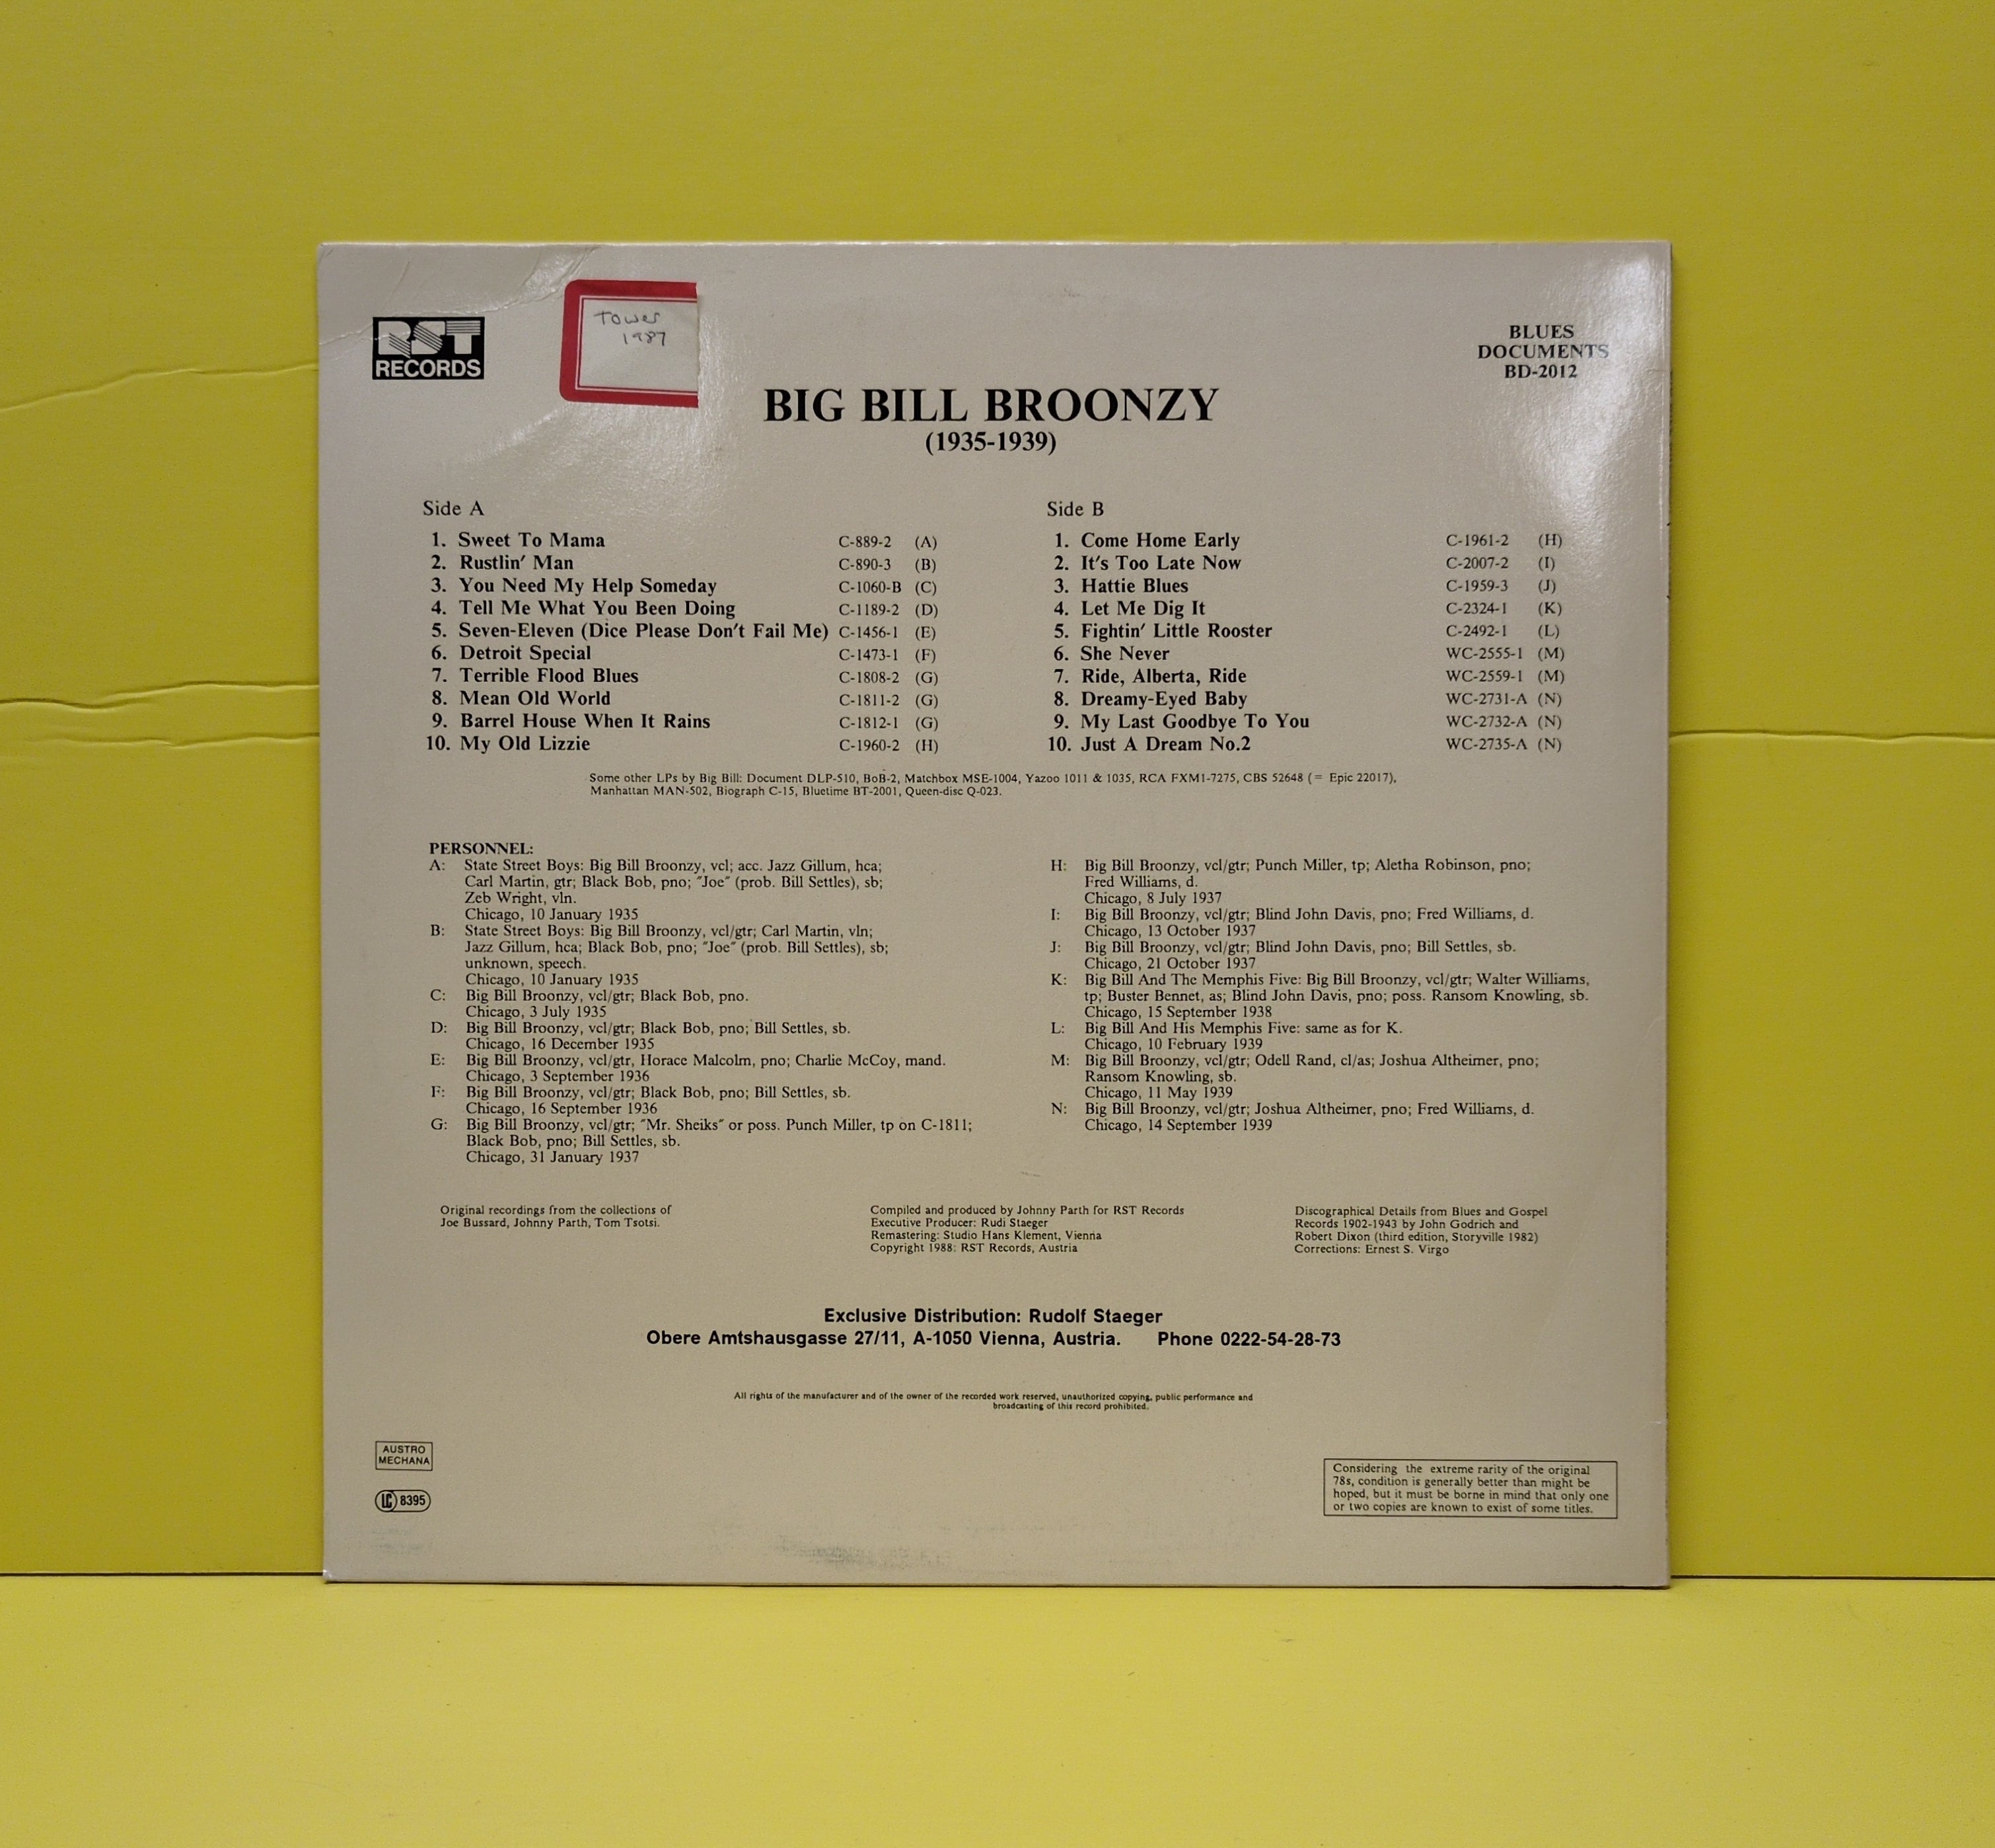 RST
RECORDS
Tower
1987
BLUES
DOCUMENTS
BD-2012
BIG BILL BROONZY
(1935-1939)
Side A
1. Sweet To Mama C-889-2 (A)
2. Rustlin' Man C-890-3 (B)
3. You Need My Help Someday C-1060-B (C)
4. Tell Me What You Been Doing C-1189-2 (D)
5. Seven-Eleven (Dice Please Don't Fail Me) C-1456-1 (E)
6. Detroit Special C-1473-1 (F)
7. Terrible Flood Blues C-1808-2 (G)
8. Mean Old World C-1811-2 (G)
9. Barrel House When It Rains C-1812-1 (G)
10. My Old Lizzie C-1960-2 (H)
Side B
1. Come Home Early C-1961-2 (H)
2. It's Too Late Now C-2007-2 (I)
3. Hattie Blues C-1959-3 (J)
4. Let Me Dig It C-2324-1 (K)
5. Fightin' Little Rooster C-2492-1 (L)
6. She Never WC-2555-1 (M)
7. Ride, Alberta, Ride WC-2559-1 (M)
8. Dreamy-Eyed Baby WC-2731-A (N)
9. My Last Goodbye To You WC-2732-A (N)
10. Just A Dream No.2 WC-2735-A (N)
Some other LPs by Big Bill: Document DLP-510, BoB-2, Matchbox MSE-1004, Yazoo 1011 & 1035, RCA FXM1-7275, CBS 52648 (= Epic 22017),
Manhattan MAN-502, Biograph C-15, Bluetime BT-2001, Queen-disc Q-023.
PERSONNEL:
A: State Street Boys: Big Bill Broonzy, vcl; acc. Jazz Gillum, hca;
Carl Martin, gtr; Black Bob, pno; "Joe" (prob. Bill Settles), sb;
Zeb Wright, vln.
Chicago, 10 January 1935
B: State Street Boys: Big Bill Broonzy, vcl/gtr; Carl Martin, vln;
Jazz Gillum, hca; Black Bob, pno; "Joe" (prob. Bill Settles), sb;
unknown, speech.
Chicago, 10 January 1935
C: Big Bill Broonzy, vcl/gtr; Black Bob, pno.
Chicago, 3 July 1935
D: Big Bill Broonzy, vcl/gtr; Black Bob, pno; Bill Settles, sb.
Chicago, 16 December 1935
E: Big Bill Broonzy, vcl/gtr, Horace Malcolm, pno; Charlie McCoy, mand.
Chicago, 3 September 1936
F: Big Bill Broonzy, vcl/gtr; Black Bob, pno; Bill Settles, sb.
Chicago, 16 September 1936
G: Big Bill Broonzy, vcl/gtr; "Mr. Sheiks" or poss. Punch Miller, tp on C-1811;
Black Bob, pno; Bill Settles, sb.
Chicago, 31 January 1937
H: Big Bill Broonzy, vcl/gtr; Punch Miller, tp; Aletha Robinson, pno;
Fred Williams, d.
Chicago, 8 July 1937
I: Big Bill Broonzy, vcl/gtr; Blind John Davis, pno; Fred Williams, d.
Chicago, 13 October 1937
J: Big Bill Broonzy, vcl/gtr; Blind John Davis, pno; Bill Settles, sb.
Chicago, 21 October 1937
K: Big Bill And The Memphis Five: Big Bill Broonzy, vcl/gtr; Walter Williams,
tp; Buster Bennet, as; Blind John Davis, pno; poss. Ransom Knowling, sb.
Chicago, 15 September 1938
L: Big Bill And His Memphis Five: same as for K.
Chicago, 10 February 1939
M: Big Bill Broonzy, vcl/gtr; Odell Rand, cl/as; Joshua Altheimer, pno;
Ransom Knowling, sb.
Chicago, 11 May 1939
N: Big Bill Broonzy, vcl/gtr; Joshua Altheimer, pno; Fred Williams, d.
Chicago, 14 September 1939
Original recordings from the collections of
Joe Bussard, Johnny Parth, Tom Tsotsi.
Compiled and produced by Johnny Parth for RST Records
Executive Producer: Rudi Staeger
Remastering: Studio Hans Klement, Vienna
Copyright 1988: RST Records, Austria
Discographical Details from Blues and Gospel
Records 1902-1943 by John Godrich and
Robert Dixon (third edition, Storyville 1982)
Corrections: Ernest S. Virgo
Exclusive Distribution: Rudolf Staeger
Obere Amtshausgasse 27/11, A-1050 Vienna, Austria. Phone 0222-54-28-73
All rights of the manufacturer and of the owner of the recorded work reserved, unauthorized copying, public performance and
broadcasting of this record prohibited.
AUSTRO
MECHANA
LC 8395
Considering the extreme rarity of the original
78s, condition is generally better than might be
hoped, but it must be borne in mind that only one
or two copies are known to exist of some titles.